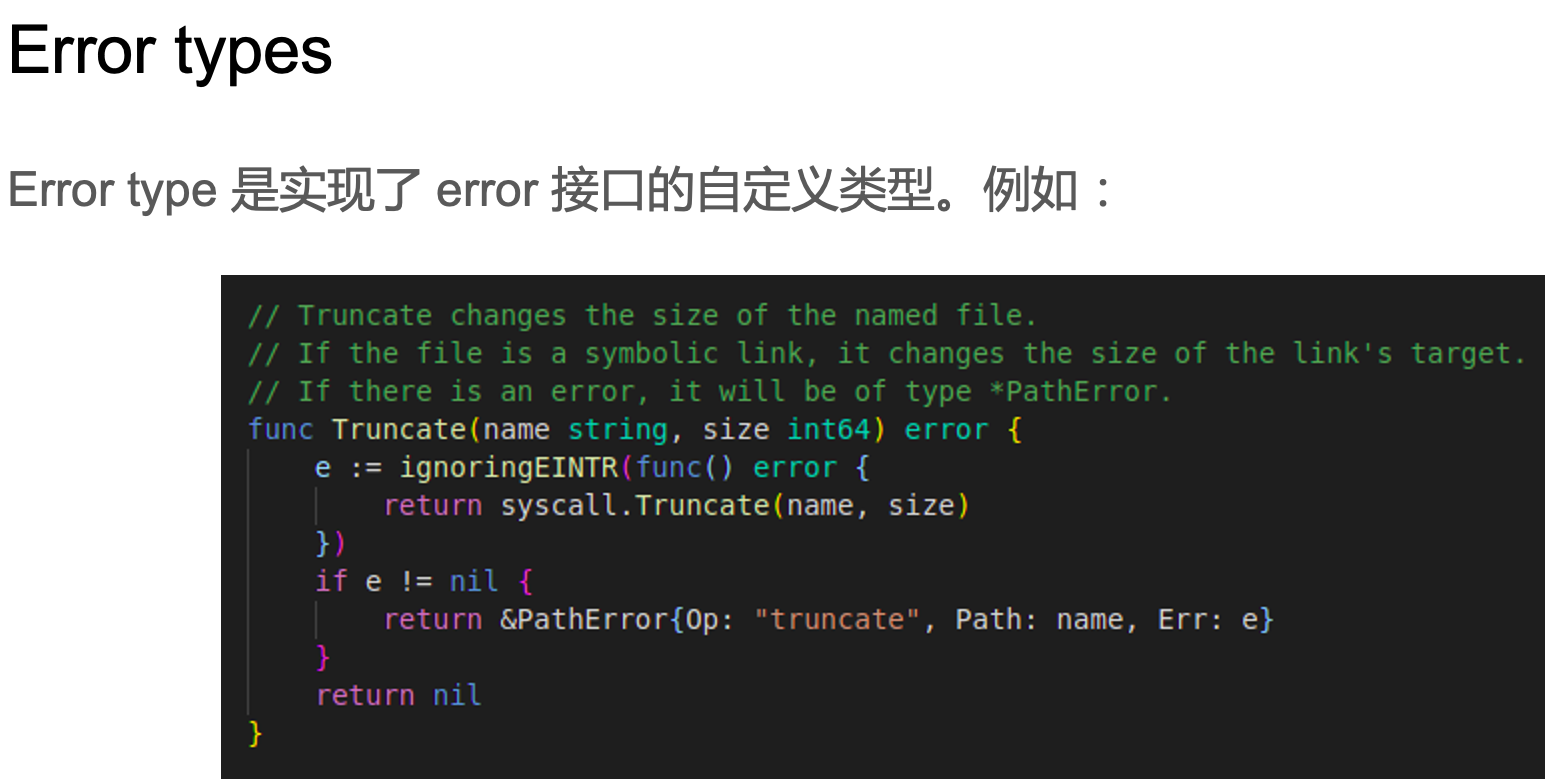 Error types
Error type 是实现了 error 接口的自定义类型。例如：
// Truncate changes the size of the named file.
// If the file is a symbolic link, it changes the size of the link's target.
// If there is an error, it will be of type *PathError.
func Truncate(name string, size int64) error {
    e := ignoringEINTR(func() error {
        return syscall.Truncate(name, size)
    })
    if e != nil {
        return &PathError{Op: "truncate", Path: name, Err: e}
    }
    return nil
}